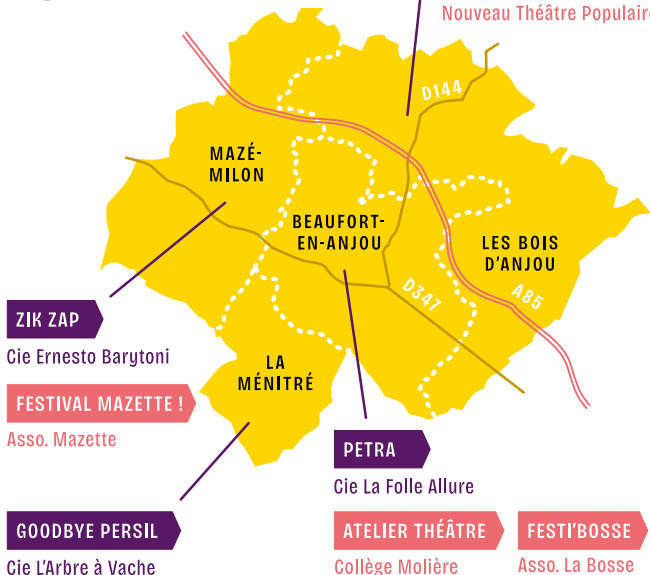 Nouveau Théâtre Populaire
D144
MAZÉ-
MILON
BEAUFORT-
EN-ANJOU
LES BOIS
D'ANJOU
D347
A85
LA
MÉNITRÉ
ZIK ZAP
Cie Ernesto Barytoni
FESTIVAL MAZETTE !
Asso. Mazette
GOODBYE PERSIL
Cie L'Arbre à Vache
PETRA
Cie La Folle Allure
ATELIER THÉÂTRE
Collège Molière
FESTI'BOSSE
Asso. La Bosse